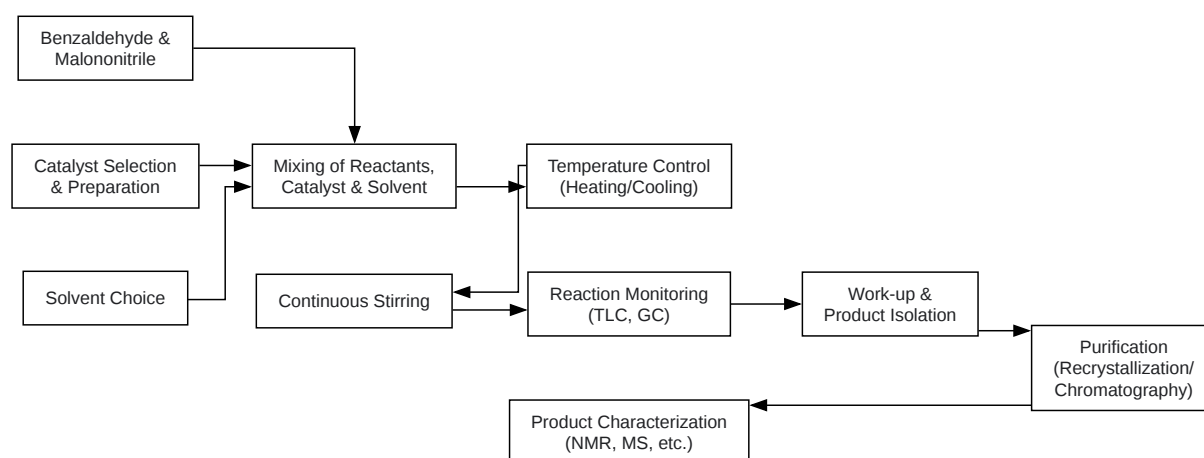 Benzaldehyde &
Malononitrile
Catalyst Selection
& Preparation
Mixing of Reactants,
Catalyst & Solvent
Temperature Control
(Heating/Cooling)
Solvent Choice
Continuous Stirring
Reaction Monitoring
(TLC, GC)
Work-up &
Product Isolation
Purification
(Recrystallization/
Chromatography)
Product Characterization
(NMR, MS, etc.)